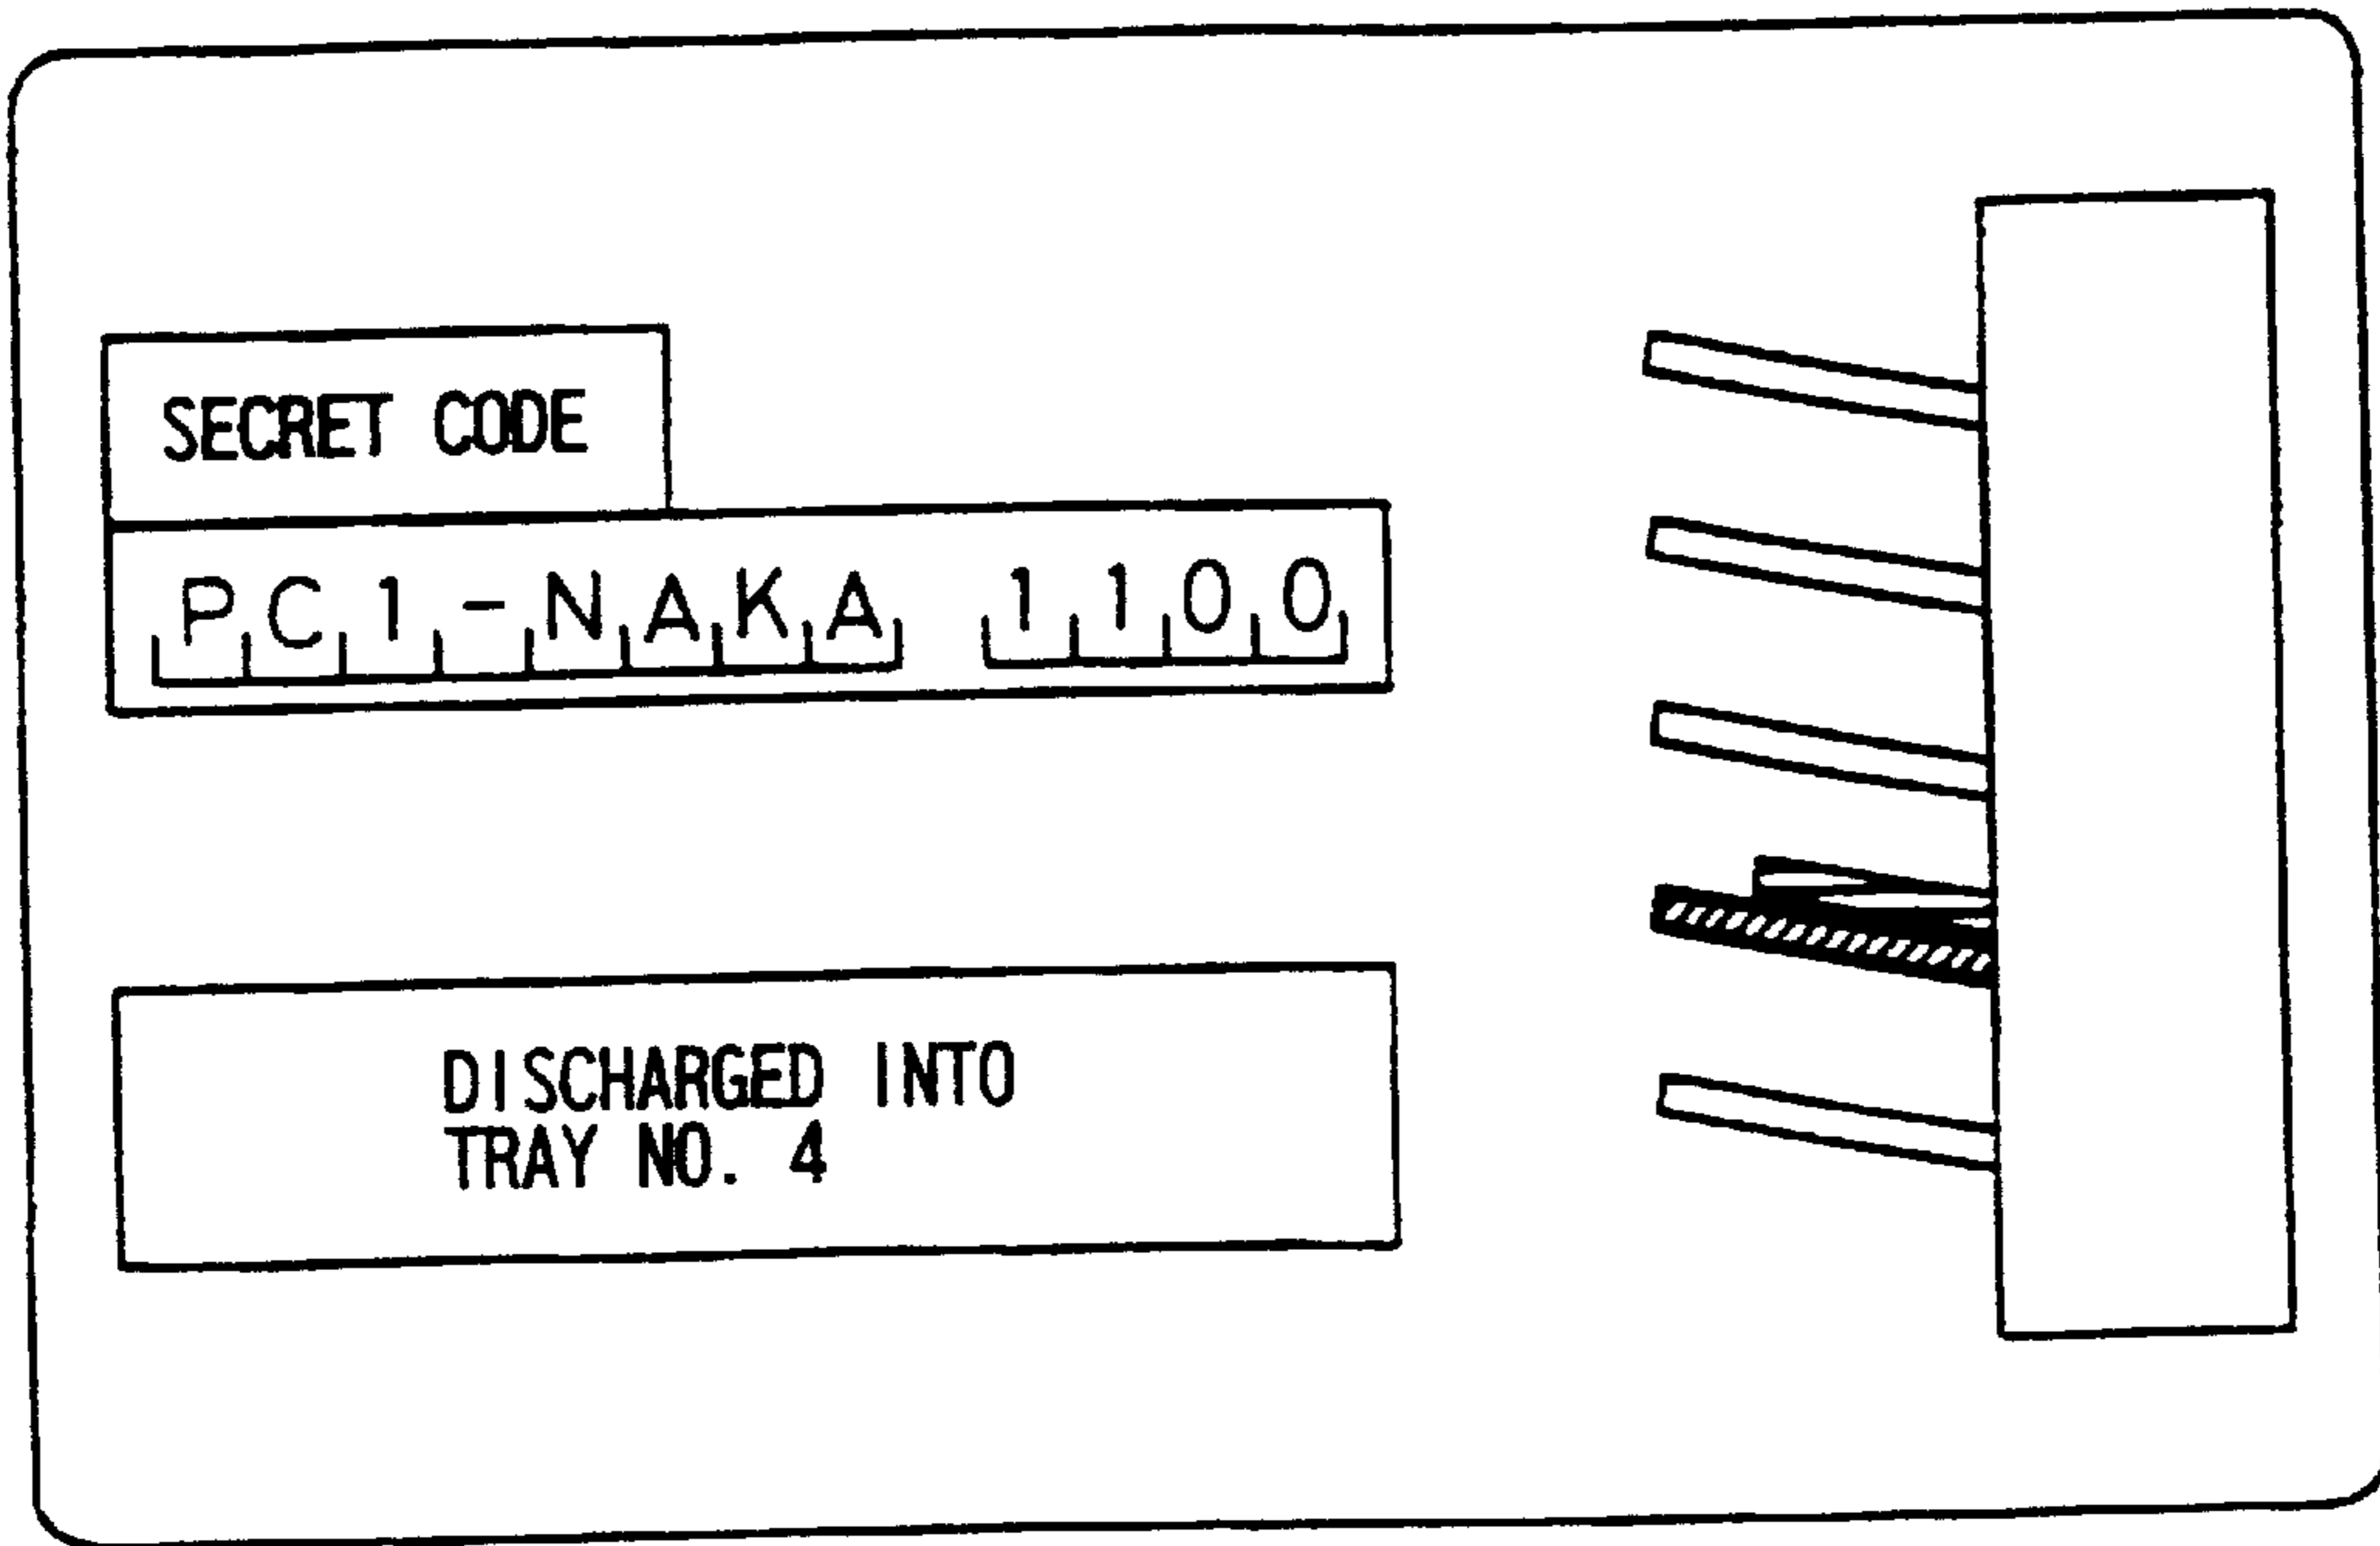 SECRET CODE
PC1-NAKA 1100
DISCHARGED INTO
TRAY NO. 4